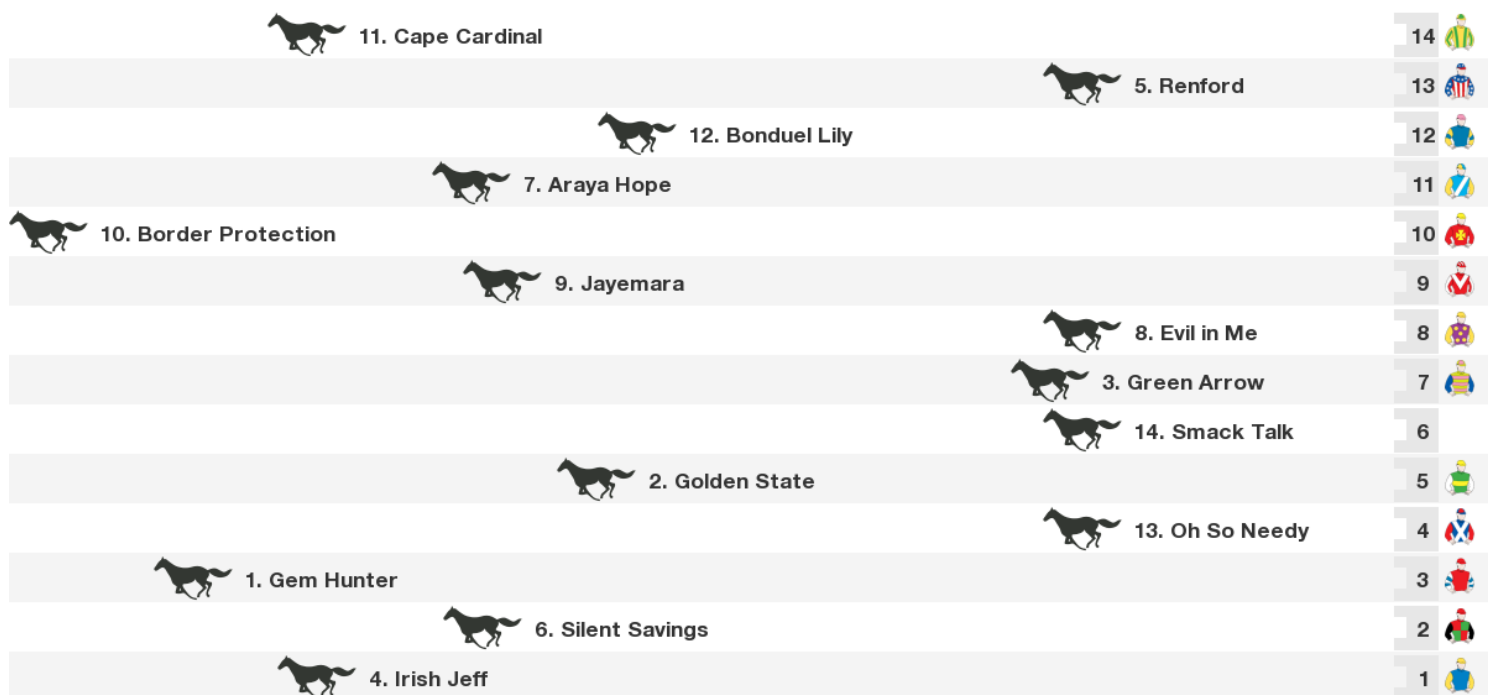 11. Cape Cardinal 14
5. Renford 13
12. Bonduel Lily 12
7. Araya Hope 11
10. Border Protection 10
9. Jayemara 9
8. Evil in Me 8
3. Green Arrow 7
14. Smack Talk 6
2. Golden State 5
13. Oh So Needy 4
1. Gem Hunter 3
6. Silent Savings 2
4. Irish Jeff 1